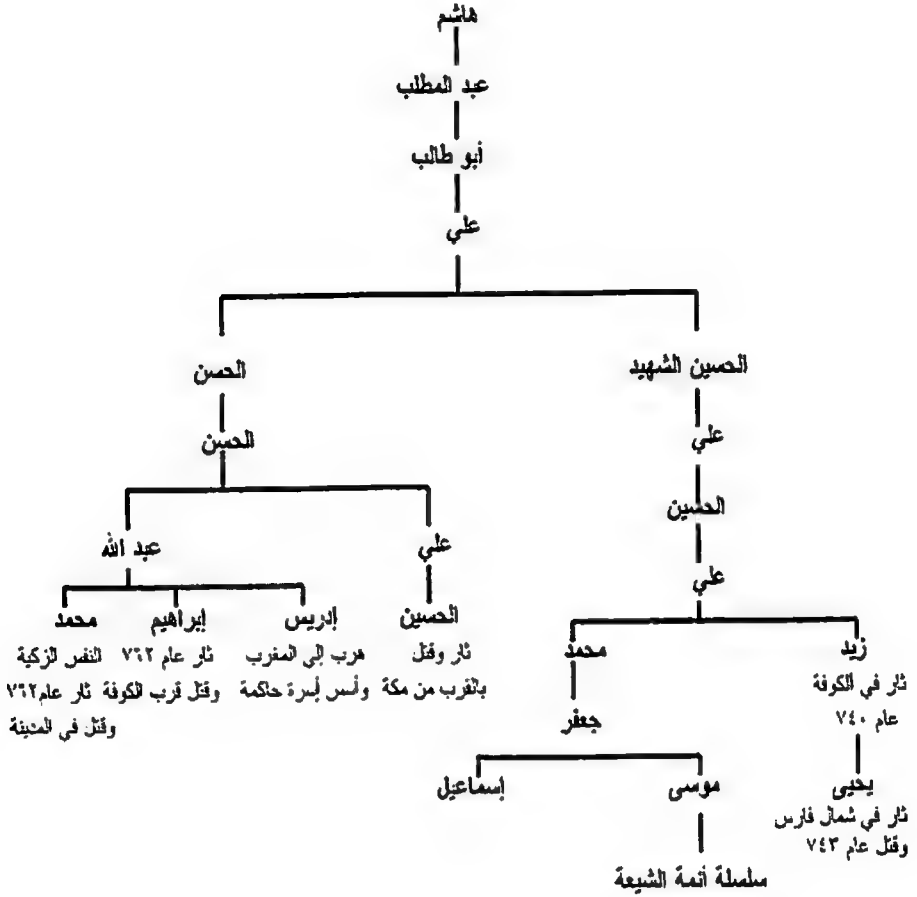 هاشم
عبد المطلب
أبو طالب
علي
الحسين الشهيد
الحسن
علي
الحسن
الحسين
علي
عبد الله
علي
زيد
ثار في الكوفة
عام ٧٤٠
محمد
الحسين
ثار وقتل
بالقرب من مكة
إدريس
هرب إلى المغرب
وأسس أسرة حاكمة
إبراهيم
ثار عام ٧٦٢
وقتل قرب الكوفة
محمد
النفس الزكية
ثار عام ٧٦٢
وقتل في المدينة
جعفر
يحيى
ثار في شمال فارس
وقتل عام ٧٤٣
موسى
إسماعيل
سلسلة أئمة الشيعة